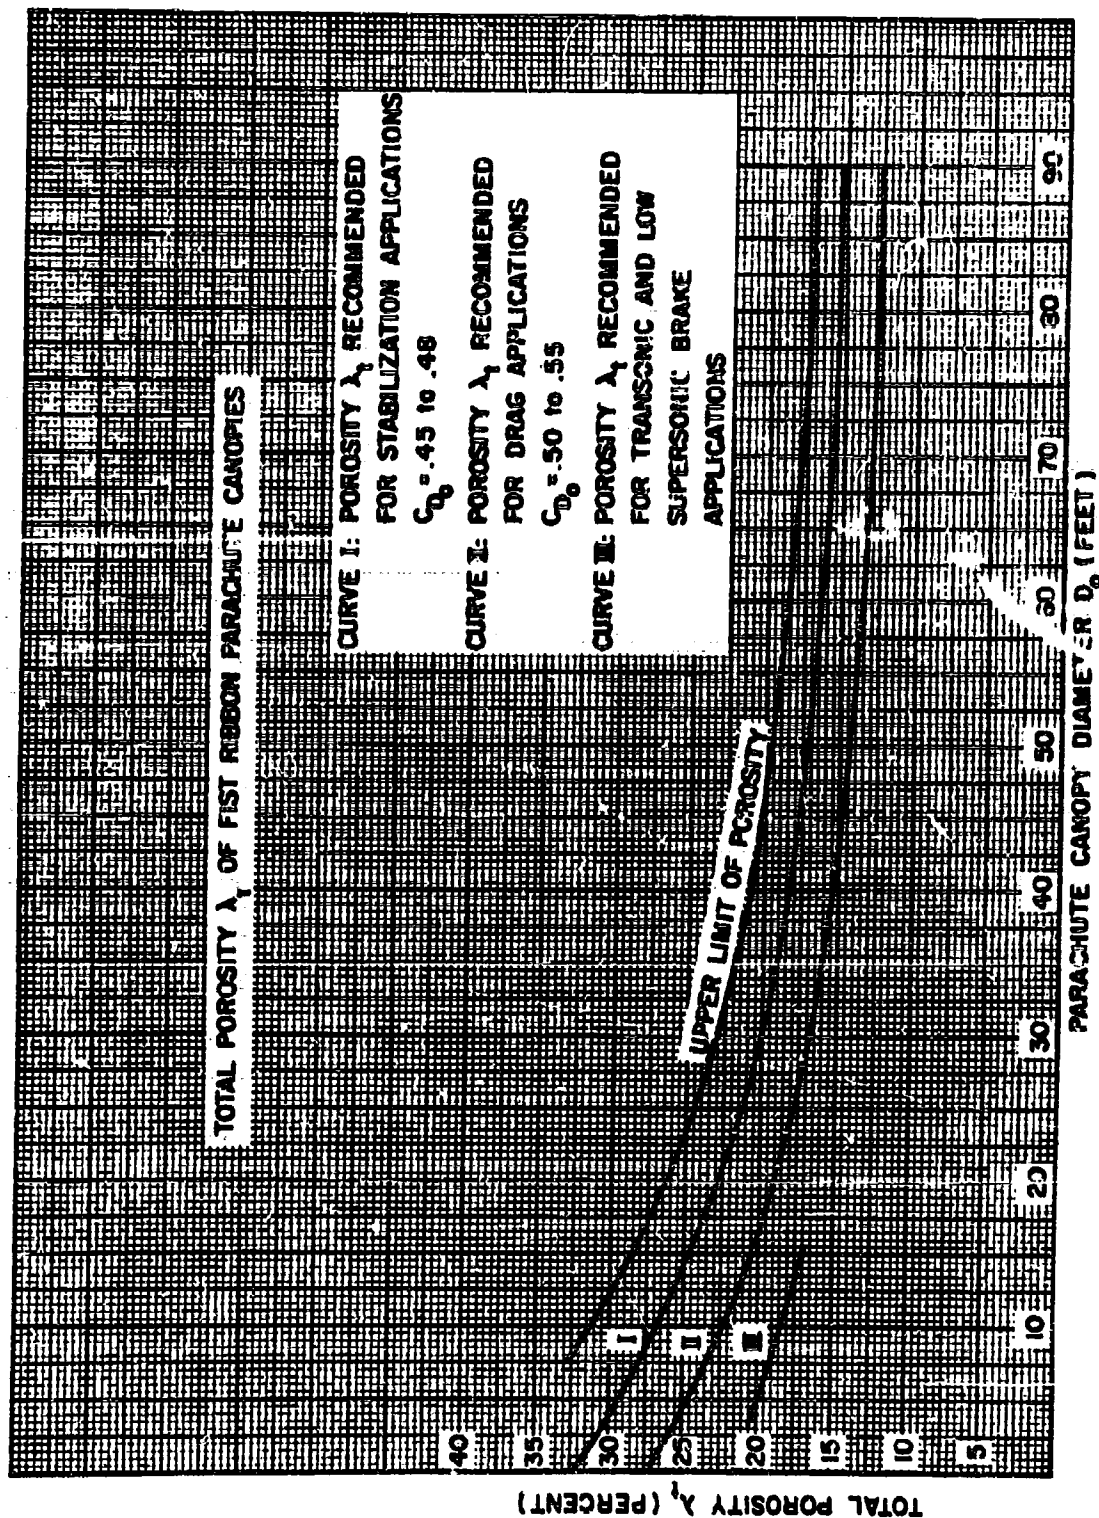 TOTAL POROSITY λt OF FIST RIBBON PARACHUTE CANOPIES
CURVE I: POROSITY λt RECOMMENDED
FOR STABILIZATION APPLICATIONS
CDo = .45 to .48
CURVE II: POROSITY λt RECOMMENDED
FOR DRAG APPLICATIONS
CDo = .50 to .55
CURVE III: POROSITY λt RECOMMENDED
FOR TRANSONIC AND LOW
SUPERSONIC BRAKE
APPLICATIONS
UPPER LIMIT OF POROSITY
I
II
III
TOTAL POROSITY λt (PERCENT)
40
35
30
25
20
15
10
5
10
20
30
40
50
60
70
80
90
PARACHUTE CANOPY DIAMETER Do (FEET)